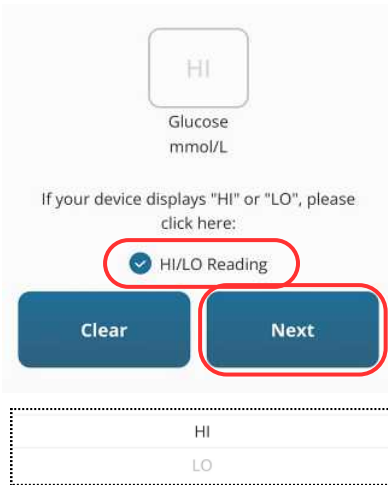 HI
Glucose
mmol/L
If your device displays "HI" or "LO", please
click here:
HI/LO Reading
Clear Next
HI
LO